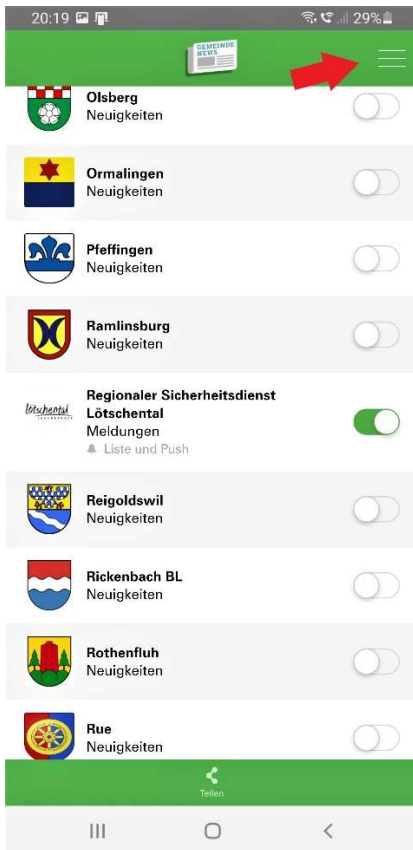 20:19 29%
GEMEINDE
NEWS
Olsberg
Neuigkeiten
Ormalingen
Neuigkeiten
Pfeffingen
Neuigkeiten
Ramlinsburg
Neuigkeiten
lötschental
Regionaler Sicherheitsdienst
Lötschental
Meldungen
Liste und Push
Reigoldswil
Neuigkeiten
Rickenbach BL
Neuigkeiten
Rothenfluh
Neuigkeiten
Rue
Neuigkeiten
Teilen